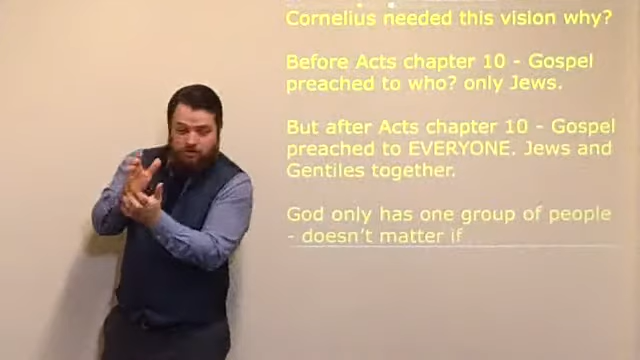 Cornelius needed this vision why?
Before Acts chapter 10 - Gospel
preached to who? only Jews.
But after Acts chapter 10 - Gospel
preached to EVERYONE. Jews and
Gentiles together.
God only has one group of people
- doesn't matter if